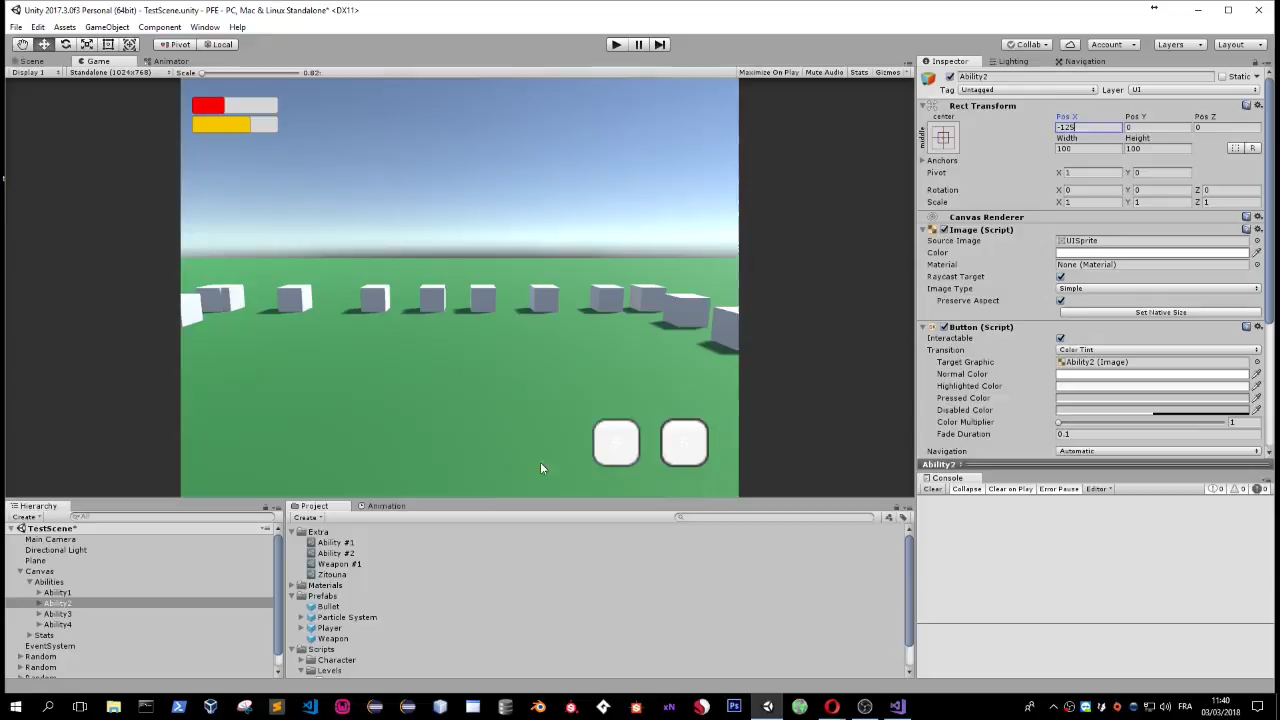 Unity 2017.3.0f3 Personal (64bit) - TestScene.unity - PFE - PC, Mac & Linux Standalone* <DX11>
File Edit Assets GameObject Component Window Help
Pivot Local Collab Account Layers Layout
Scene Game Animator
Display 1 Standalone (1024x768) Scale 0.82: Maximize On Play Mute Audio Stats Gizmos
Inspector Lighting Navigation
Ability2 Static
Tag Untagged Layer UI
Rect Transform
center
middle
Pos X Pos Y Pos Z
-125 0 0
Width Height
100 100
R
Anchors
Pivot X 1 Y 0
Rotation X 0 Y 0 Z 0
Scale X 1 Y 1 Z 1
Canvas Renderer
Image (Script)
Source Image UISprite
Color
Material None (Material)
Raycast Target
Image Type Simple
Preserve Aspect
Set Native Size
Button (Script)
Interactable
Transition Color Tint
Target Graphic Ability2 (Image)
Normal Color
Highlighted Color
Pressed Color
Disabled Color
Color Multiplier 1
Fade Duration 0.1
Navigation Automatic
Ability2
Console
Clear Collapse Clear on Play Error Pause Editor 0 0 0
Hierarchy
Create All
TestScene*
Main Camera
Directional Light
Plane
Canvas
Abilities
Ability1
Ability2
Ability3
Ability4
Stats
EventSystem
Random
Random
Project Animation
Create
Extra
Ability #1
Ability #2
Weapon #1
Zitouna
Materials
Prefabs
Bullet
Particle System
Player
Weapon
Scripts
Character
Levels
FRA
11:40
03/03/2018